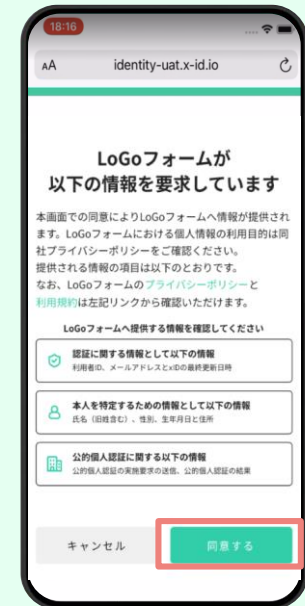 18:16
AA identity-uat.x-id.io
LoGoフォームが
以下の情報を要求しています
本画面での同意によりLoGoフォームへ情報が提供され
ます。LoGoフォームにおける個人情報の利用目的は同
社プライバシーポリシーをご確認ください。
提供される情報の項目は以下のとおりです。
なお、LoGoフォームのプライバシーポリシーと
利用規約は左記リンクから確認いただけます。
LoGoフォームへ提供する情報を確認してください
認証に関する情報として以下の情報
利用者ID、メールアドレスとxIDの最終更新日時
本人を特定するための情報として以下の情報
氏名（旧姓含む）、性別、生年月日と住所
公的個人認証に関する以下の情報
公的個人認証の実施要求の送信、公的個人認証の結果
キャンセル 同意する